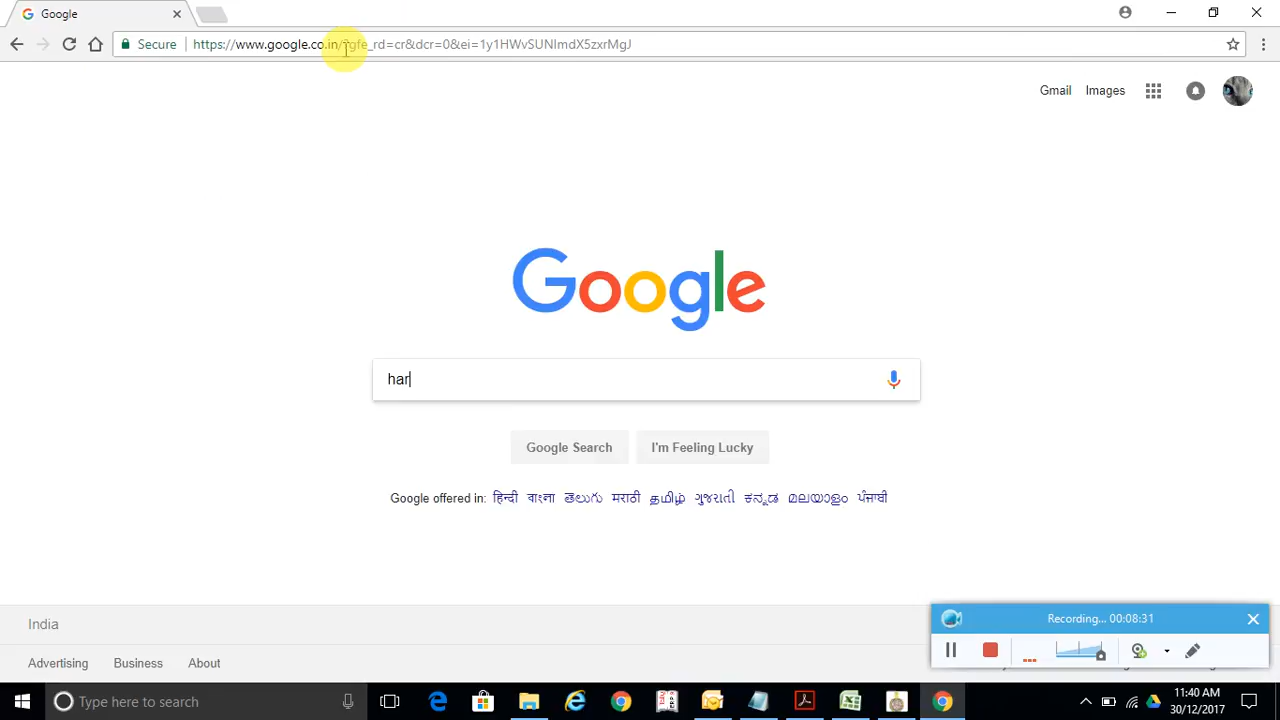 Google
Secure https://www.google.co.in/?gfe_rd=cr&dcr=0&ei=1y1HWvSUNImdX5zxrMgJ
Gmail Images
Google
har
Google Search I'm Feeling Lucky
Google offered in: हिन्दी বাংলা తెలుగు मराठी தமிழ் ગુજરાતી ಕನ್ನಡ മലയാളം ਪੰਜਾਬੀ
India
Recording... 00:08:31
Advertising Business About
Type here to search
11:40 AM
30/12/2017